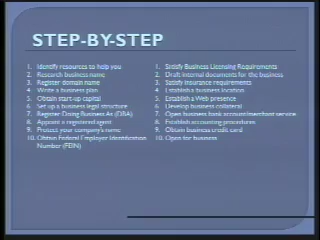 STEP-BY-STEP
1. Identify resources to help you
2. Research business name
3. Register domain name
4. Write a business plan
5. Obtain start-up capital
6. Set up a business legal structure
7. Register Doing Business As (DBA)
8. Appoint a registered agent
9. Protect your company's name
10. Obtain Federal Employer Identification
Number (FEIN)
1. Satisfy Business Licensing Requirements
2. Draft internal documents for the business
3. Satisfy insurance requirements
4. Establish a business location
5. Establish a Web presence
6. Develop business collateral
7. Open business bank account/merchant service
8. Establish accounting procedures
9. Obtain business credit card
10. Open for business